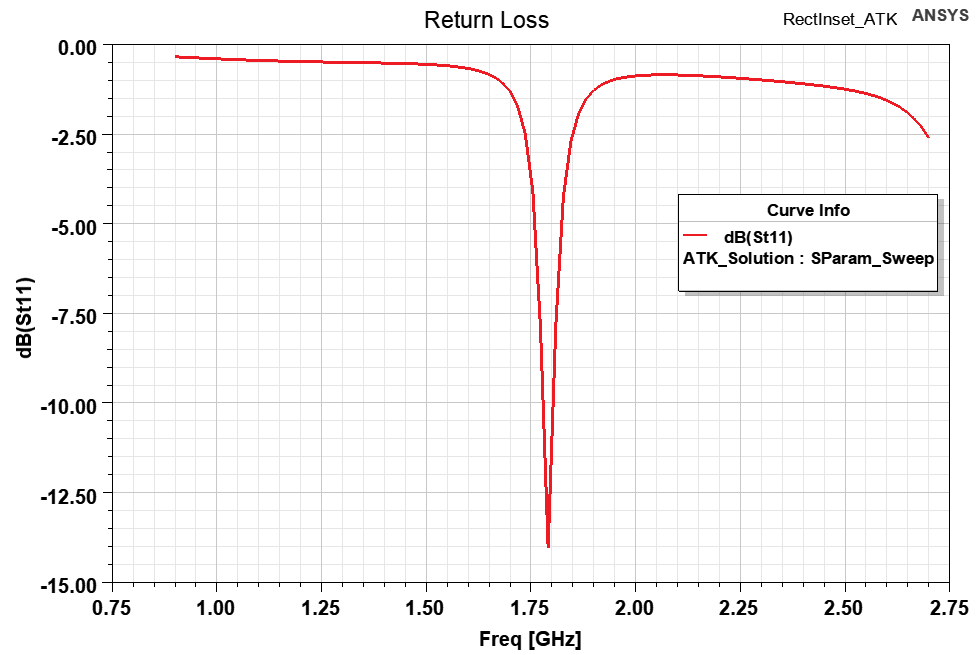 Return Loss
RectInset_ATK
ANSYS
0.00
-2.50
-5.00
-7.50
-10.00
-12.50
-15.00
dB(St11)
Curve Info
dB(St11)
ATK_Solution : SParam_Sweep
0.75 1.00 1.25 1.50 1.75 2.00 2.25 2.50 2.75
Freq [GHz]